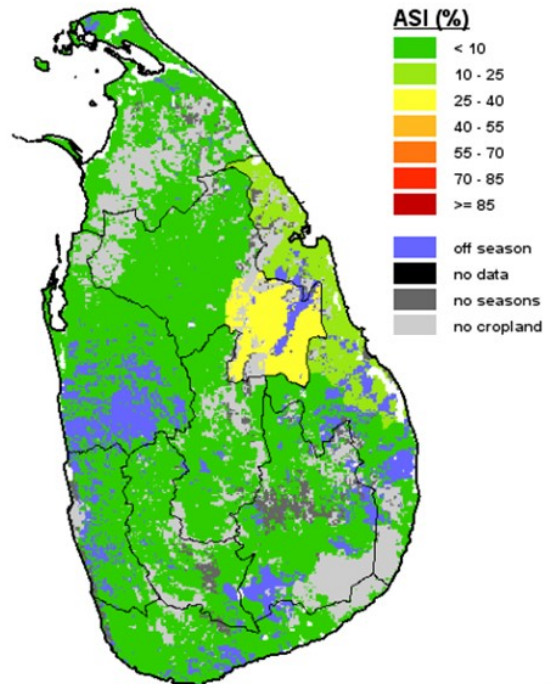 ASI (%)
< 10
10 - 25
25 - 40
40 - 55
55 - 70
70 - 85
>= 85
off season
no data
no seasons
no cropland